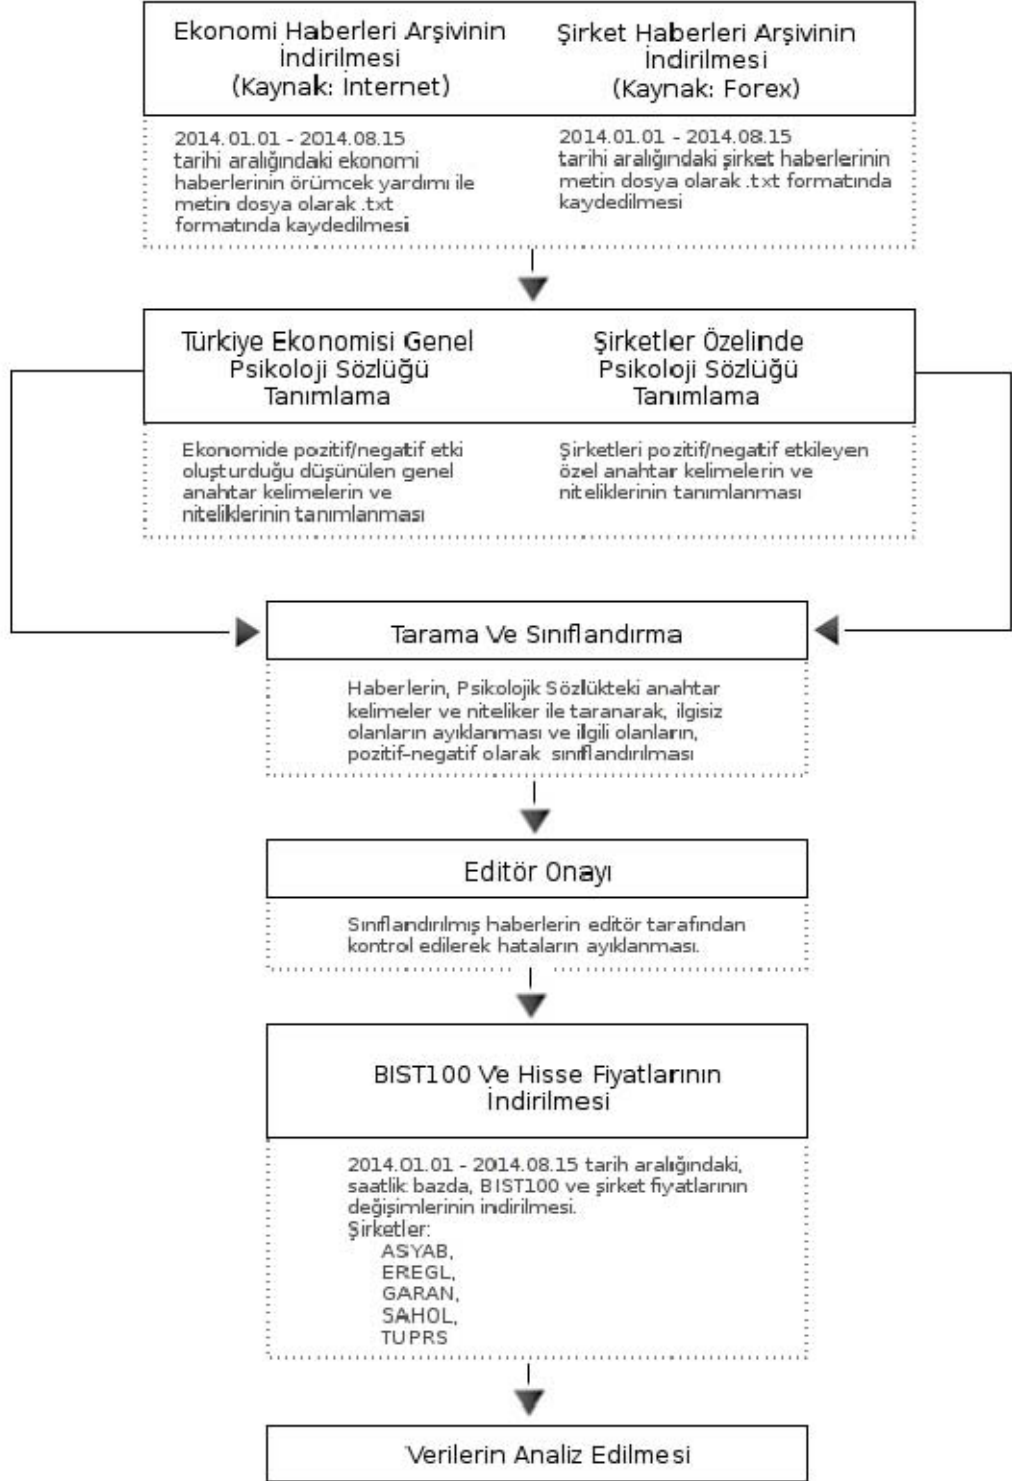 Ekonomi Haberleri Arşivinin
İndirilmesi
(Kaynak: İnternet)
Şirket Haberleri Arşivinin
İndirilmesi
(Kaynak: Forex)
2014.01.01 - 2014.08.15
tarihi aralığındaki ekonomi
haberlerinin örümcek yardımı ile
metin dosya olarak .txt
formatında kaydedilmesi
2014.01.01 - 2014.08.15
tarihi aralığındaki şirket haberlerinin
metin dosya olarak .txt formatında
kaydedilmesi
Türkiye Ekonomisi Genel
Psikoloji Sözlüğü
Tanımlama
Şirketler Özelinde
Psikoloji Sözlüğü
Tanımlama
Ekonomide pozitif/negatif etki
oluşturduğu düşünülen genel
anahtar kelimelerin ve
niteliklerinin tanımlanması
Şirketleri pozitif/negatif etkileyen
özel anahtar kelimelerin ve
niteliklerinin tanımlanması
Tarama Ve Sınıflandırma
Haberlerin, Psikolojik Sözlükteki anahtar
kelimeler ve niteliker ile taranarak, ilgisiz
olanların ayıklanması ve ilgili olanların,
pozitif-negatif olarak sınıflandırılması
Editör Onayı
Sınıflandırılmış haberlerin editör tarafından
kontrol edilerek hataların ayıklanması.
BIST100 Ve Hisse Fiyatlarının
İndirilmesi
2014.01.01 - 2014.08.15 tarih aralığındaki,
saatlik bazda, BIST100 ve şirket fiyatlarının
değişimlerinin indirilmesi.
Şirketler:
ASYAB,
EREGL,
GARAN,
SAHOL,
TUPRS
Verilerin Analiz Edilmesi